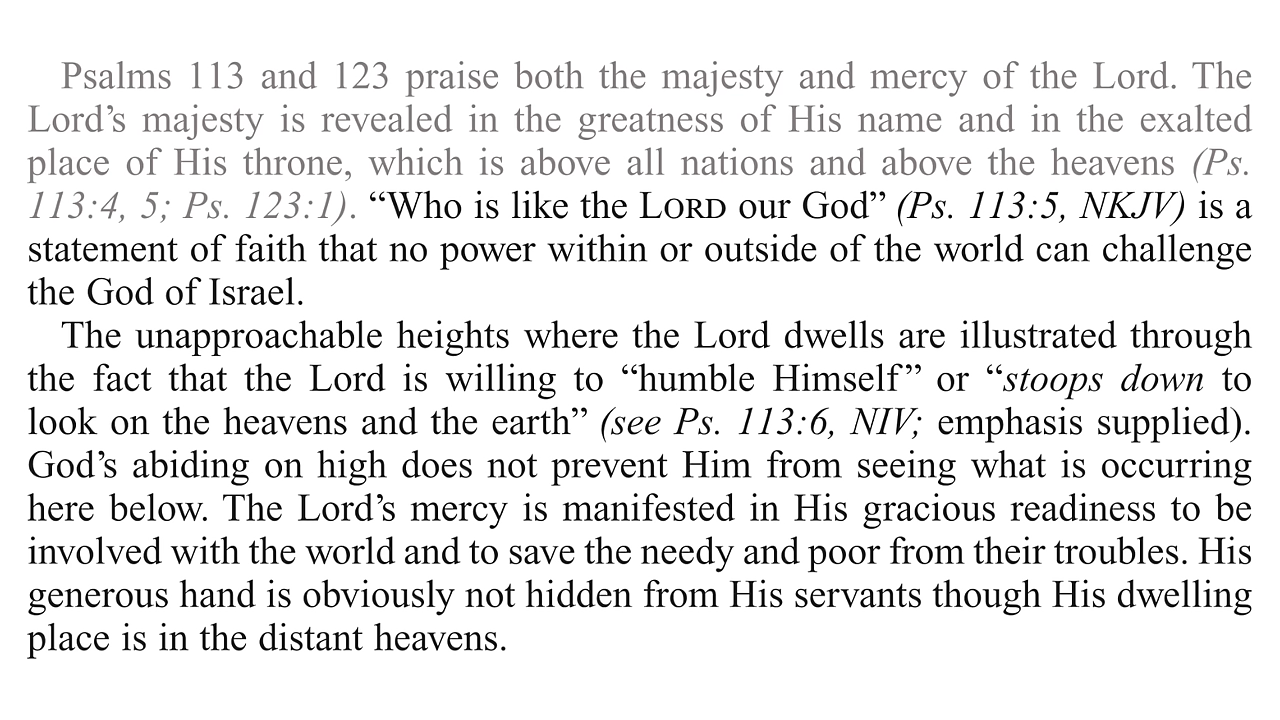 Psalms 113 and 123 praise both the majesty and mercy of the Lord. The
Lord’s majesty is revealed in the greatness of His name and in the exalted
place of His throne, which is above all nations and above the heavens (Ps.
113:4, 5; Ps. 123:1). “Who is like the LORD our God” (Ps. 113:5, NKJV) is a
statement of faith that no power within or outside of the world can challenge
the God of Israel.
The unapproachable heights where the Lord dwells are illustrated through
the fact that the Lord is willing to “humble Himself” or “stoops down to
look on the heavens and the earth” (see Ps. 113:6, NIV; emphasis supplied).
God’s abiding on high does not prevent Him from seeing what is occurring
here below. The Lord’s mercy is manifested in His gracious readiness to be
involved with the world and to save the needy and poor from their troubles. His
generous hand is obviously not hidden from His servants though His dwelling
place is in the distant heavens.